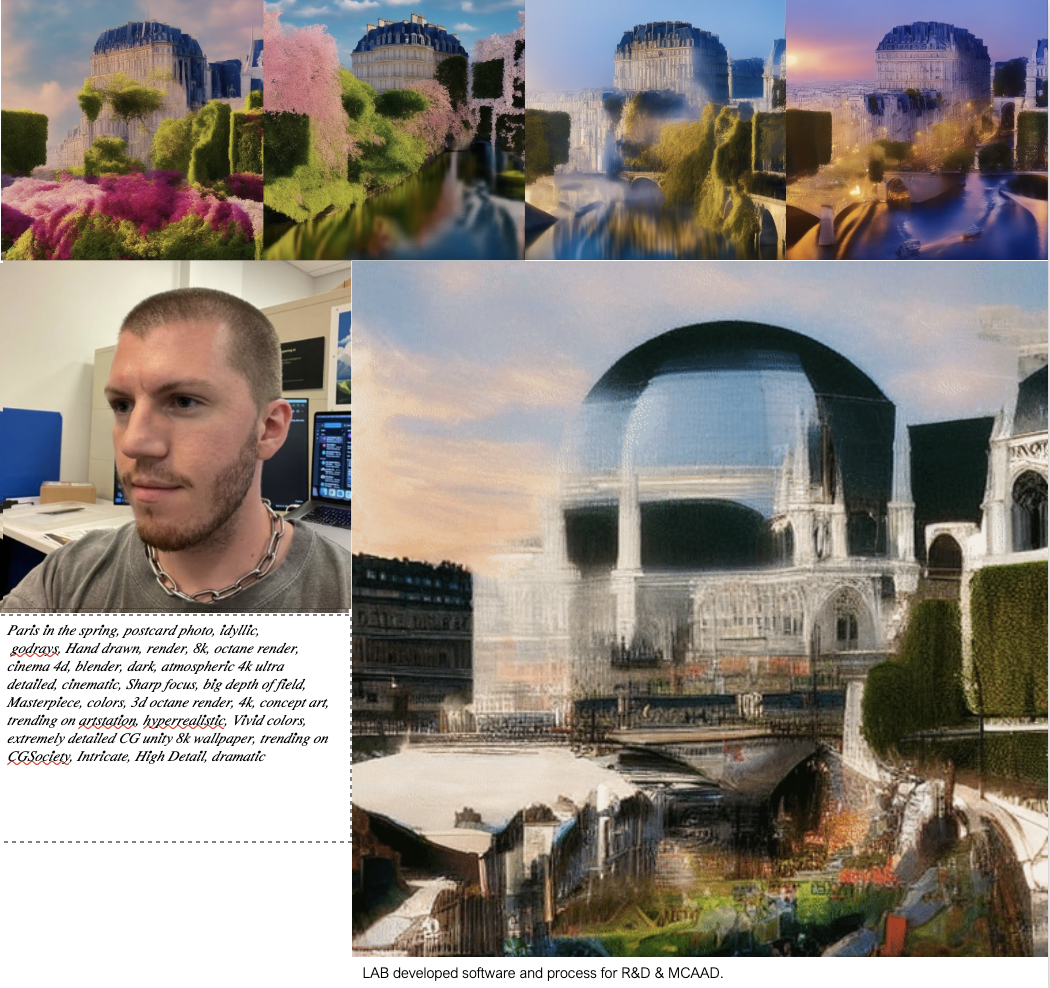 Paris in the spring, postcard photo, idyllic,
godrays, Hand drawn, render, 8k, octane render,
cinema 4d, blender, dark, atmospheric 4k ultra
detailed, cinematic, Sharp focus, big depth of field,
Masterpiece, colors, 3d octane render, 4k, concept art,
trending on artstation, hyperrealistic, Vivid colors,
extremely detailed CG unity 8k wallpaper, trending on
CGSociety, Intricate, High Detail, dramatic
LAB developed software and process for R&D & MCAAD.